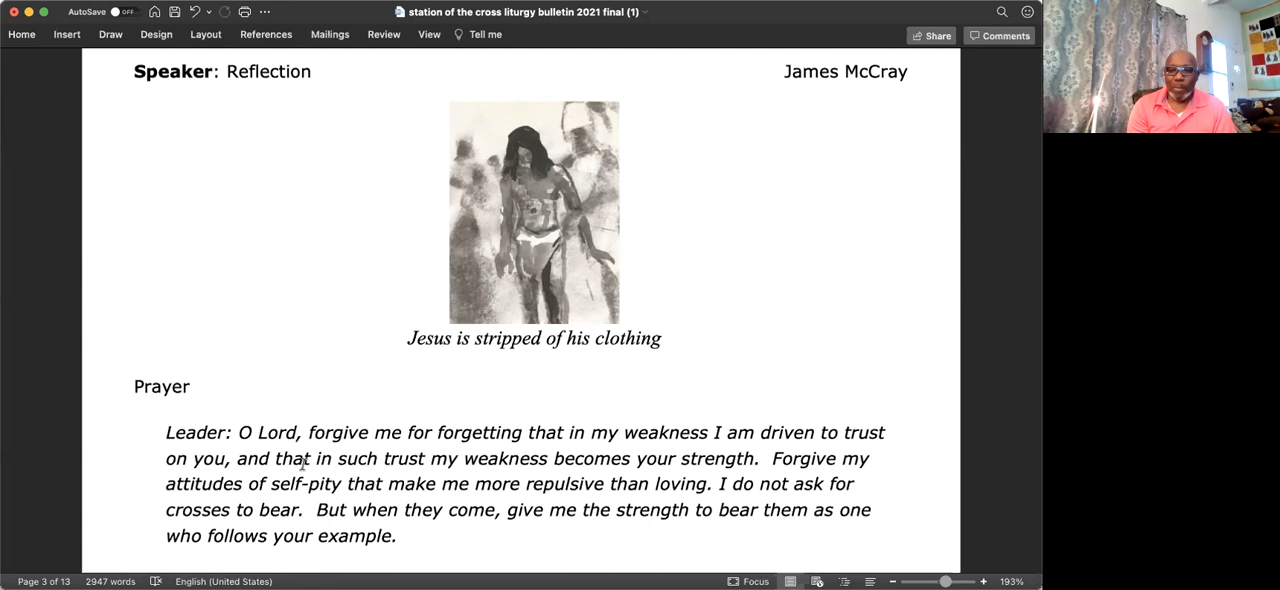 AutoSave OFF
station of the cross liturgy bulletin 2021 final (1)
Home Insert Draw Design Layout References Mailings Review View Tell me Share Comments
Speaker: Reflection James McCray
Jesus is stripped of his clothing
Prayer
Leader: O Lord, forgive me for forgetting that in my weakness I am driven to trust
on you, and that in such trust my weakness becomes your strength. Forgive my
attitudes of self-pity that make me more repulsive than loving. I do not ask for
crosses to bear. But when they come, give me the strength to bear them as one
who follows your example.
Page 3 of 13 2947 words English (United States) Focus 193%